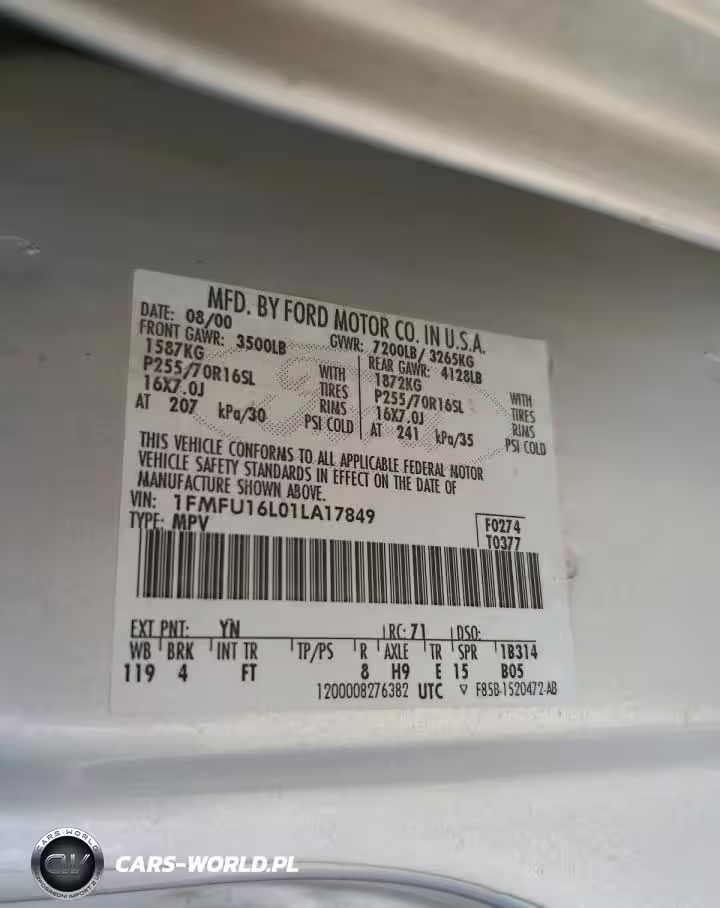 MFD. BY FORD MOTOR CO. IN U.S.A.
DATE: 08/00 GVWR: 7200LB / 3265KG
FRONT GAWR: 3500LB REAR GAWR: 4128LB
1587KG WITH 1872KG WITH
P255/70R16SL TIRES P255/70R16SL TIRES
16X7.0J RIMS 16X7.0J RIMS
AT 207 kPa/30 PSI COLD AT 241 kPa/35 PSI COLD
THIS VEHICLE CONFORMS TO ALL APPLICABLE FEDERAL MOTOR
VEHICLE SAFETY STANDARDS IN EFFECT ON THE DATE OF
MANUFACTURE SHOWN ABOVE.
VIN: 1FMFU16L01LA17849 F0274
TYPE: MPV T0377
EXT PNT: YN RC: 71 DSO:
WB BRK INT TR TP/PS R AXLE TR SPR 1B314
119 4 FT 8 H9 E 15 B05
1200008276382 UTC ▽ F85B-1520472-AB
CARS-WORLD
CW
CARS-WORLD.PL